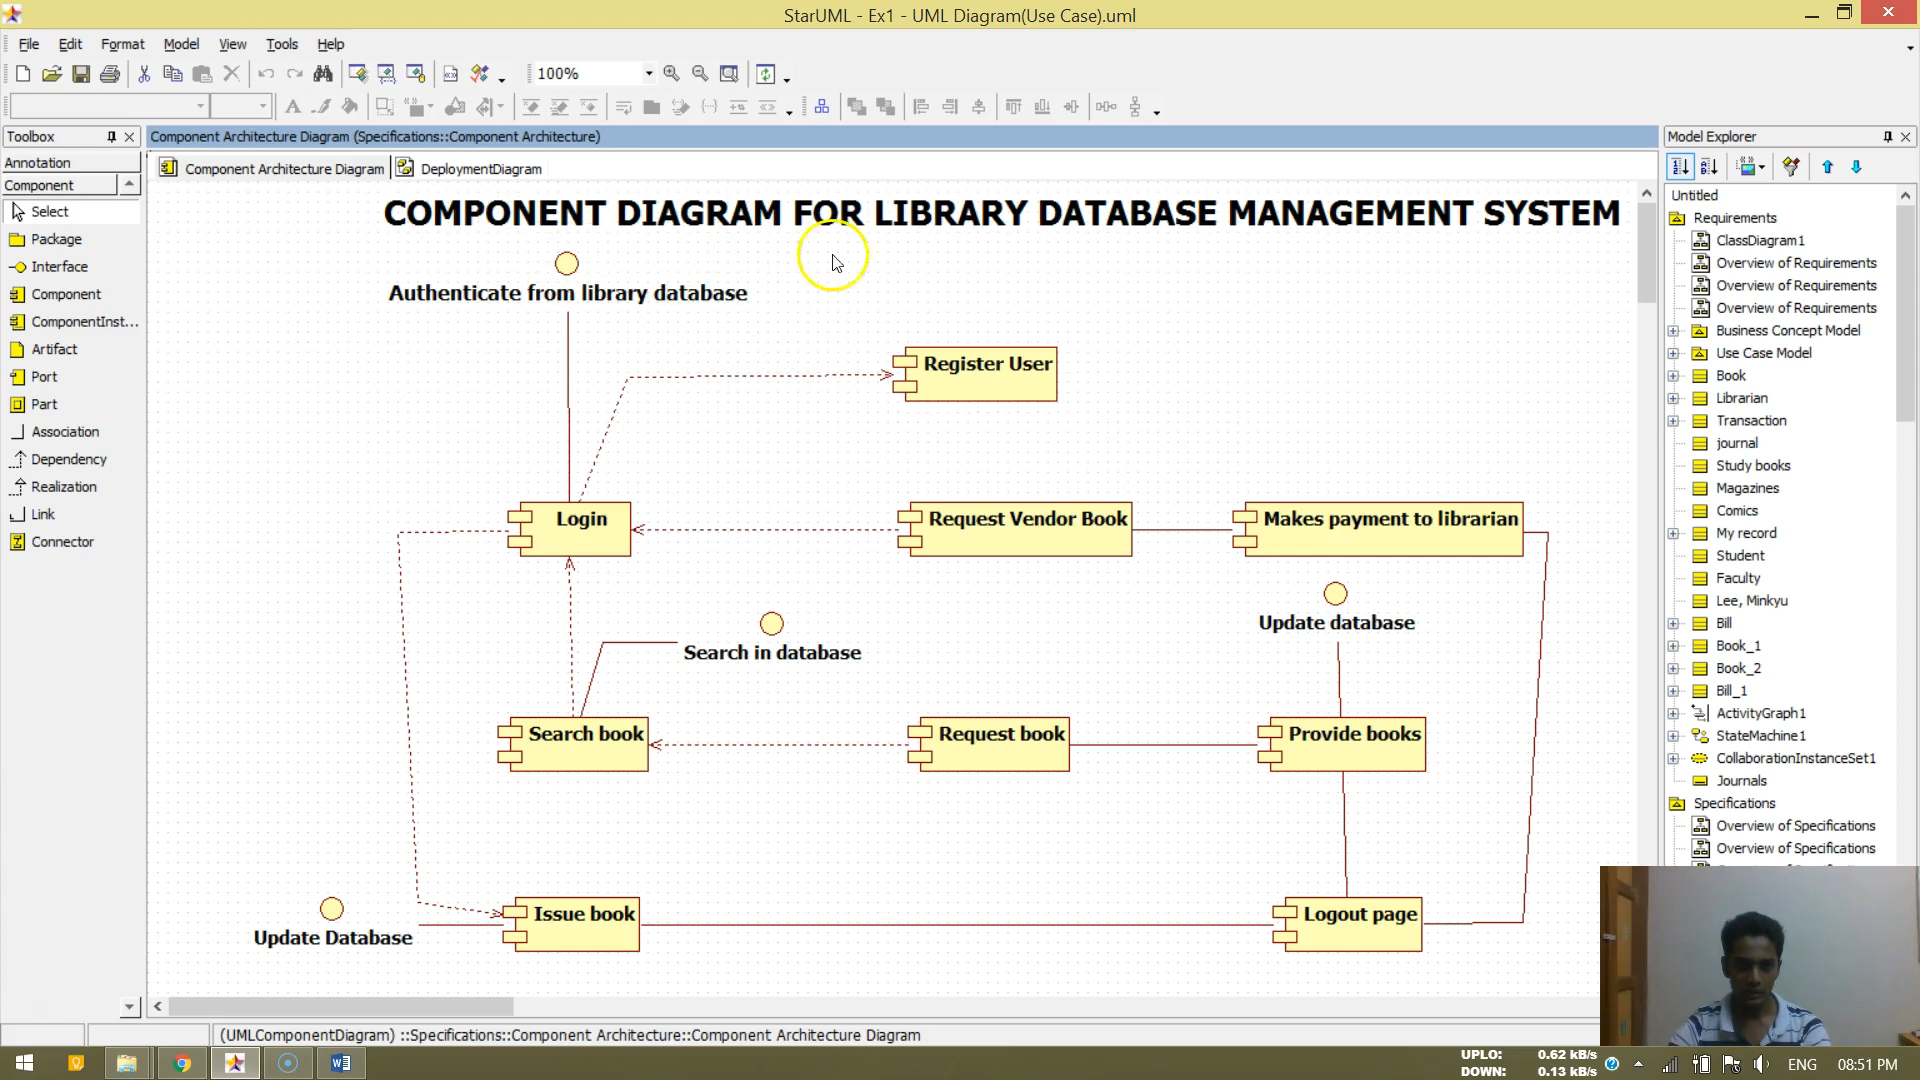 StarUML - Ex1 - UML Diagram(Use Case).uml
File Edit Format Model View Tools Help
100%
Toolbox
Annotation
Component
Select
Package
Interface
Component
ComponentInst...
Artifact
Port
Part
Association
Dependency
Realization
Link
Connector
Component Architecture Diagram (Specifications::Component Architecture)
Component Architecture Diagram DeploymentDiagram
COMPONENT DIAGRAM FOR LIBRARY DATABASE MANAGEMENT SYSTEM
Authenticate from library database
Register User
Login
Request Vendor Book
Makes payment to librarian
Search in database
Update database
Search book
Request book
Provide books
Issue book
Logout page
Update Database
Model Explorer
Untitled
Requirements
ClassDiagram1
Overview of Requirements
Overview of Requirements
Overview of Requirements
Business Concept Model
Use Case Model
Book
Librarian
Transaction
journal
Study books
Magazines
Comics
My record
Student
Faculty
Lee, Minkyu
Bill
Book_1
Book_2
Bill_1
ActivityGraph1
StateMachine1
CollaborationInstanceSet1
Journals
Specifications
Overview of Specifications
Overview of Specifications
(UMLComponentDiagram) ::Specifications::Component Architecture::Component Architecture Diagram
UPLO: 0.62 kB/s
DOWN: 0.13 kB/s
ENG 08:51 PM